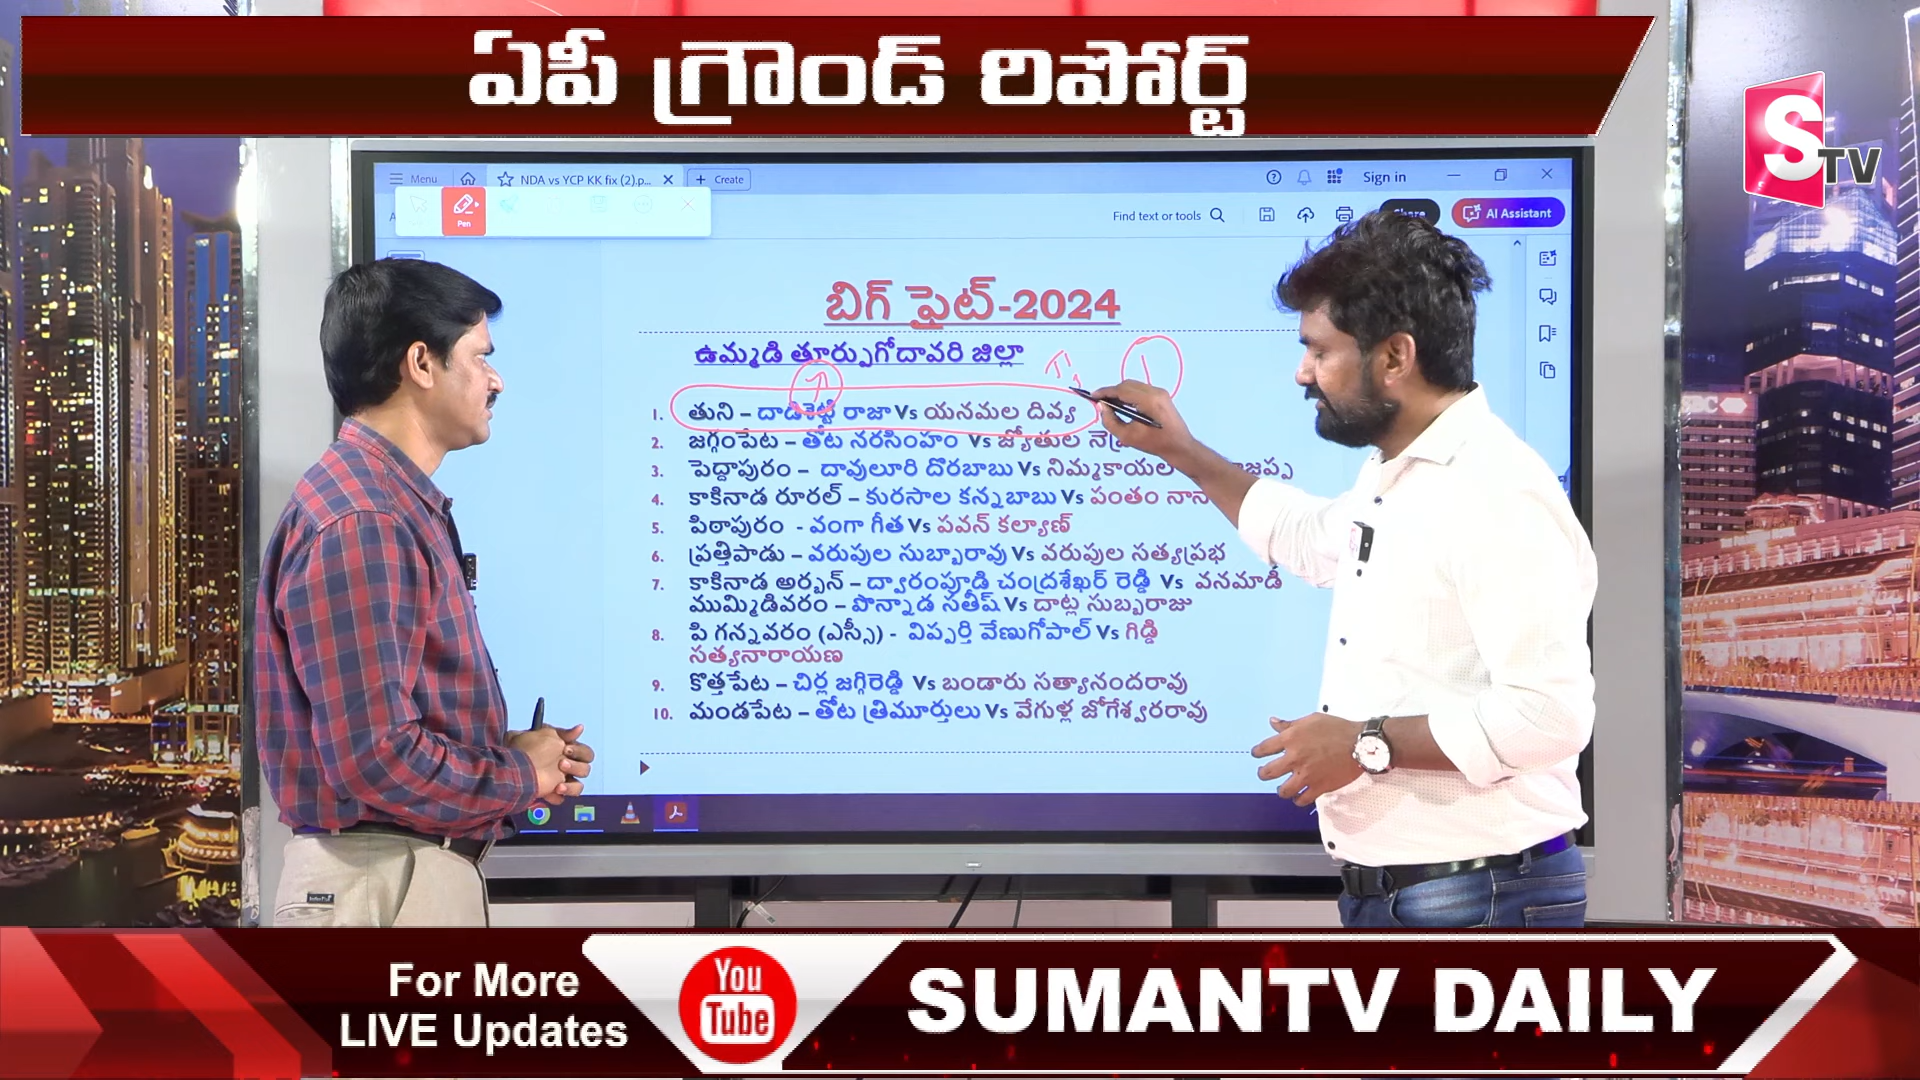 ఏపీ గ్రౌండ్ రిపోర్ట్
STV
Menu
NDA vs YCP KK fix (2).p...
Create
Sign in
Pen
Find text or tools
Share
AI Assistant
బిగ్ ఫైట్-2024
ఉమ్మడి తూర్పుగోదావరి జిల్లా
1. తుని – దాడిశెట్టి రాజా Vs యనమల దివ్య
2. జగ్గంపేట – తోట నరసింహం Vs జ్యోతుల
3. పెద్దాపురం – దావులూరి దొరబాబు Vs నిమ్మకాయల
4. కాకినాడ రూరల్ – కురసాల కన్నబాబు Vs పంతం
5. పిఠాపురం - వంగా గీత Vs పవన్ కల్యాణ్
6. ప్రత్తిపాడు – వరుపుల సుబ్బారావు Vs వరుపుల సత్యప్రభ
7. కాకినాడ అర్బన్ – ద్వారంపూడి చంద్రశేఖర్ రెడ్డి Vs వనమాడి
ముమ్మిడివరం – పొన్నాడ సతీష్ Vs దాట్ల సుబ్బరాజు
8. పి గన్నవరం (ఎస్సీ) - విప్పర్తి వేణుగోపాల్ Vs గిడ్డి
సత్యనారాయణ
9. కొత్తపేట – చిర్ల జగ్గిరెడ్డి Vs బండారు సత్యానందరావు
10. మండపేట – తోట త్రిమూర్తులు Vs వేగుళ్ల జోగేశ్వరరావు
For More
LIVE Updates
You
Tube
SUMANTV DAILY